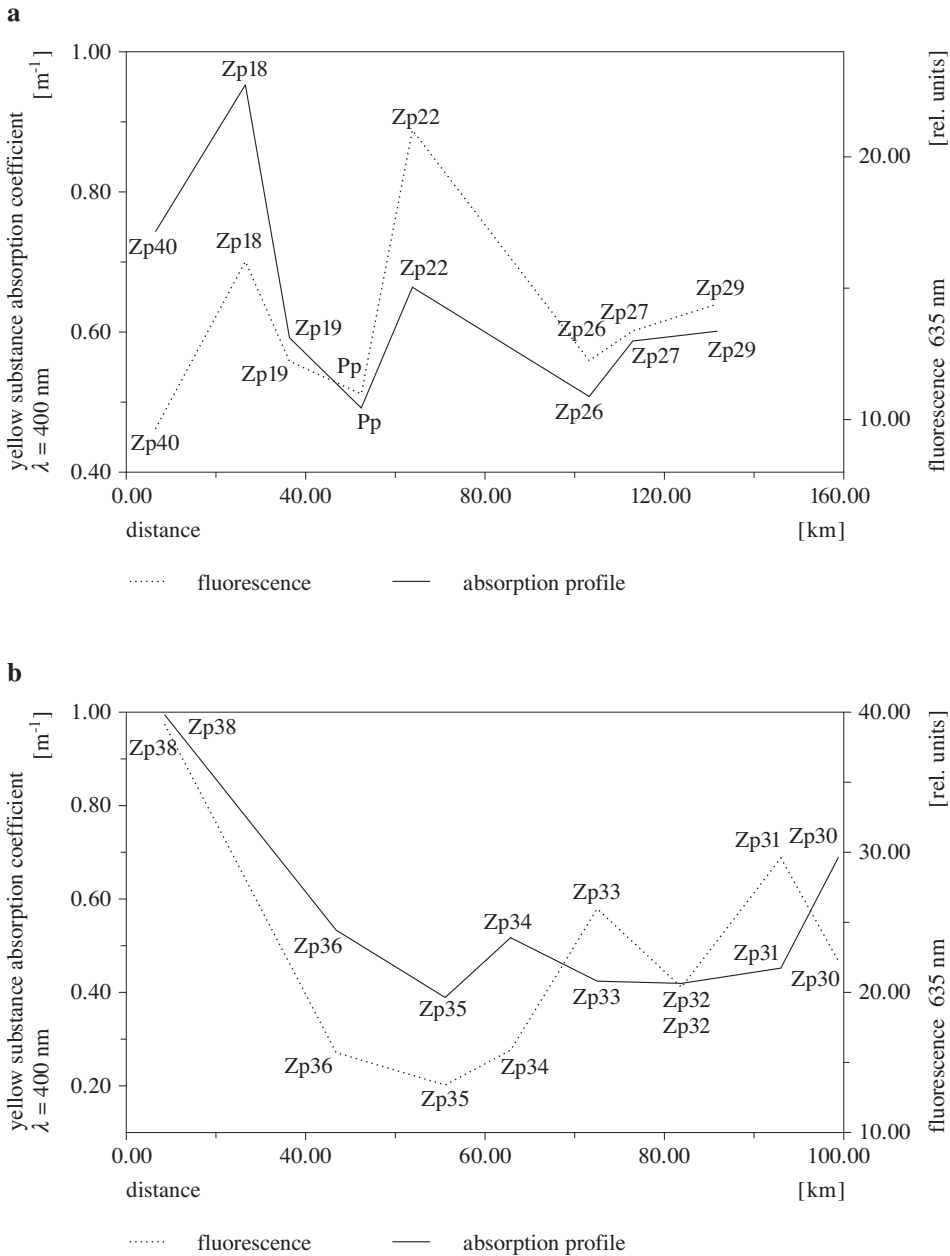 a
yellow substance absorption coefficient [m-1]
λ = 400 nm
1.00
0.80
0.60
0.40
Zp18
Zp22
Zp40
Zp18
Zp22
Zp19
Zp19
Pp
Pp
Zp26
Zp27
Zp29
Zp27
Zp29
Zp26
Zp40
20.00
10.00
fluorescence 635 nm [rel. units]
0.00 40.00 80.00 120.00 160.00
distance [km]
fluorescence absorption profile
b
yellow substance absorption coefficient [m-1]
λ = 400 nm
1.00
0.80
0.60
0.40
0.20
Zp38
Zp38
Zp31
Zp30
Zp33
Zp34
Zp36
Zp31
Zp35
Zp33
Zp32
Zp30
Zp32
Zp36
Zp34
Zp35
40.00
30.00
20.00
10.00
fluorescence 635 nm [rel. units]
0.00 40.00 60.00 80.00 100.00
distance [km]
fluorescence absorption profile